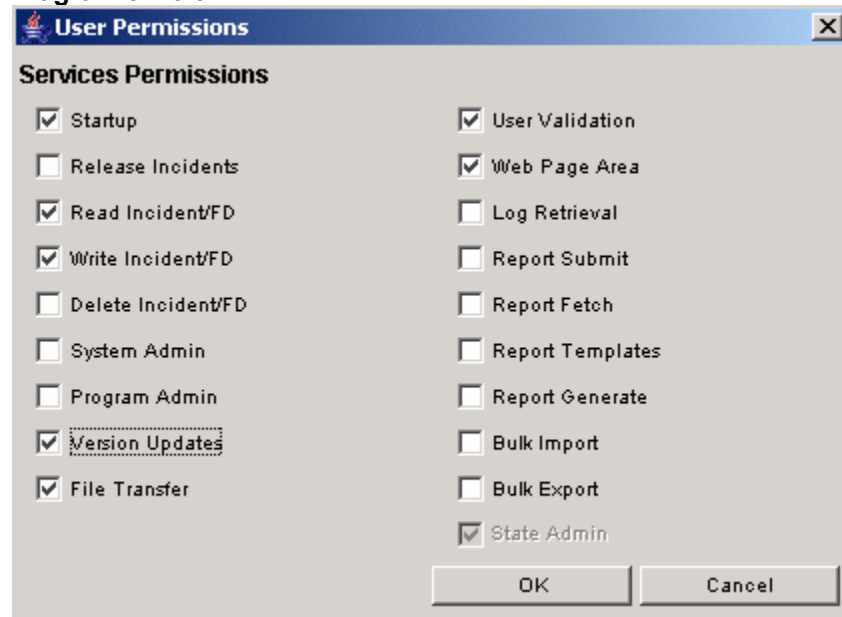 User Permissions
Services Permissions
Startup
Release Incidents
Read Incident/FD
Write Incident/FD
Delete Incident/FD
System Admin
Program Admin
Version Updates
File Transfer
User Validation
Web Page Area
Log Retrieval
Report Submit
Report Fetch
Report Templates
Report Generate
Bulk Import
Bulk Export
State Admin
OK
Cancel